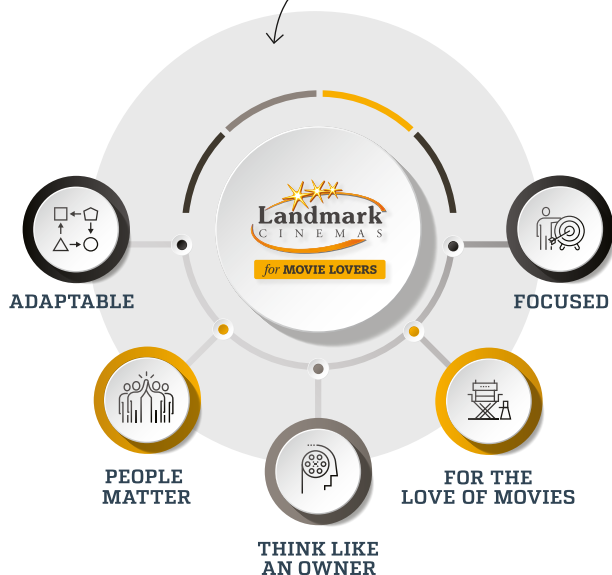 Landmark
CINEMAS
for MOVIE LOVERS
ADAPTABLE
FOCUSED
PEOPLE
MATTER
FOR THE
LOVE OF MOVIES
THINK LIKE
AN OWNER